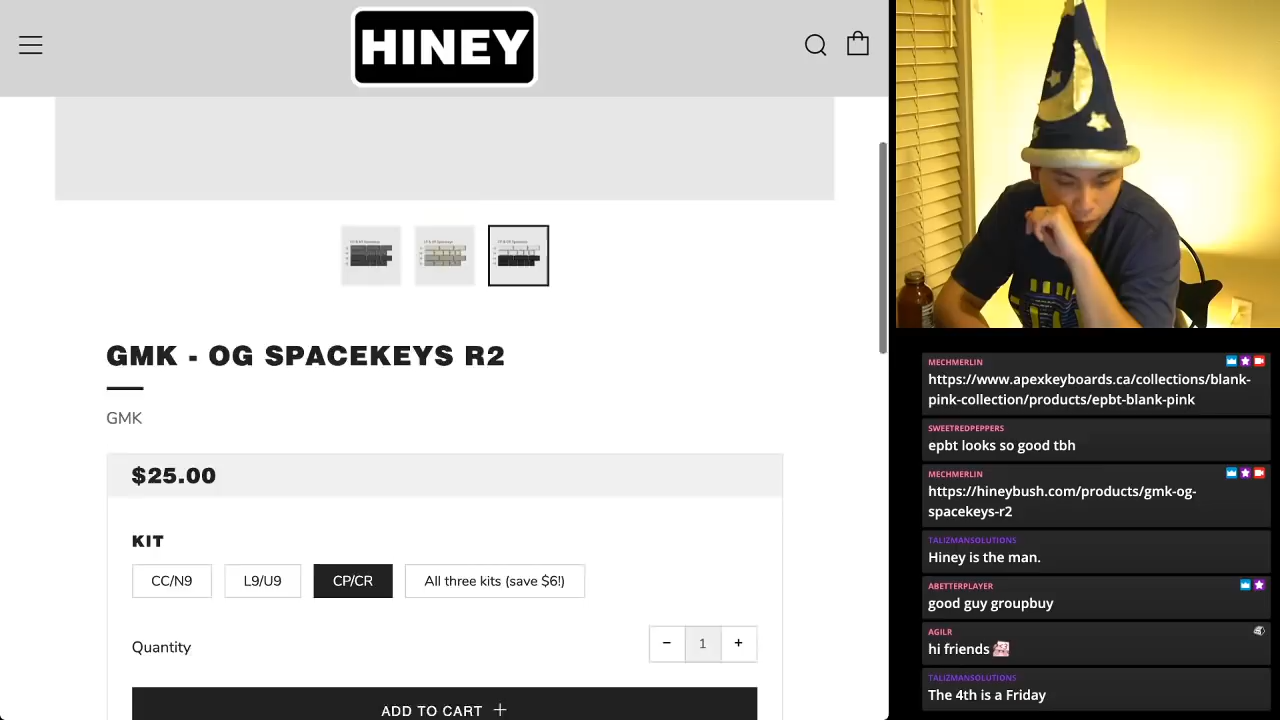 HINEY
GMK - OG SPACEKEYS R2
GMK
$25.00
KIT
CC/N9
L9/U9
CP/CR
All three kits (save $6!)
Quantity
− 1 +
ADD TO CART +
MECHMERLIN
https://www.apexkeyboards.ca/collections/blank-
pink-collection/products/epbt-blank-pink
SWEETREDPEPPERS
epbt looks so good tbh
MECHMERLIN
https://hineybush.com/products/gmk-og-
spacekeys-r2
TALIZMANSOLUTIONS
Hiney is the man.
ABETTERPLAYER
good guy groupbuy
AGILR
hi friends
TALIZMANSOLUTIONS
The 4th is a Friday